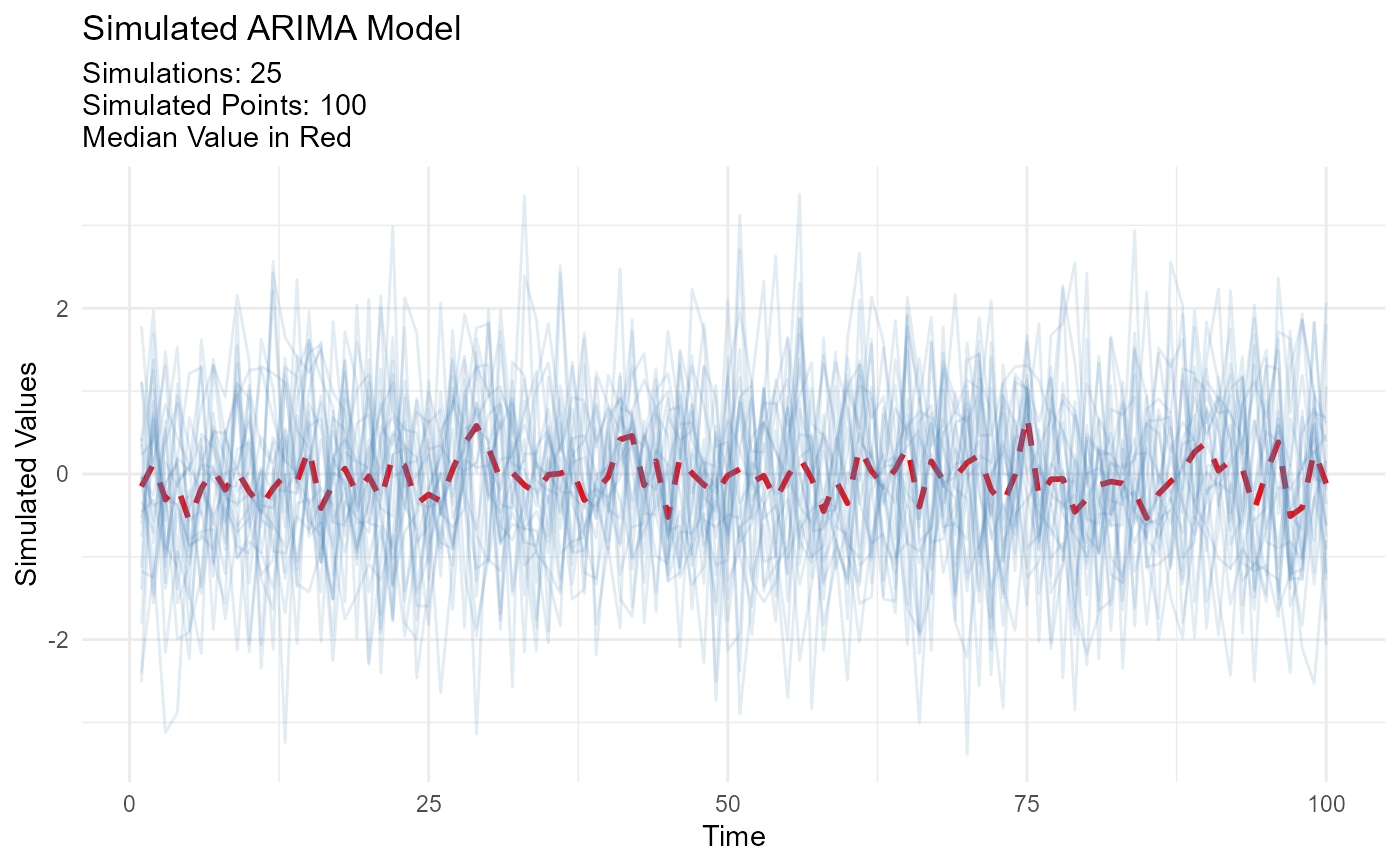 Simulated ARIMA Model
Simulations: 25
Simulated Points: 100
Median Value in Red
Simulated Values
2
0
-2
0
25
50
75
100
Time